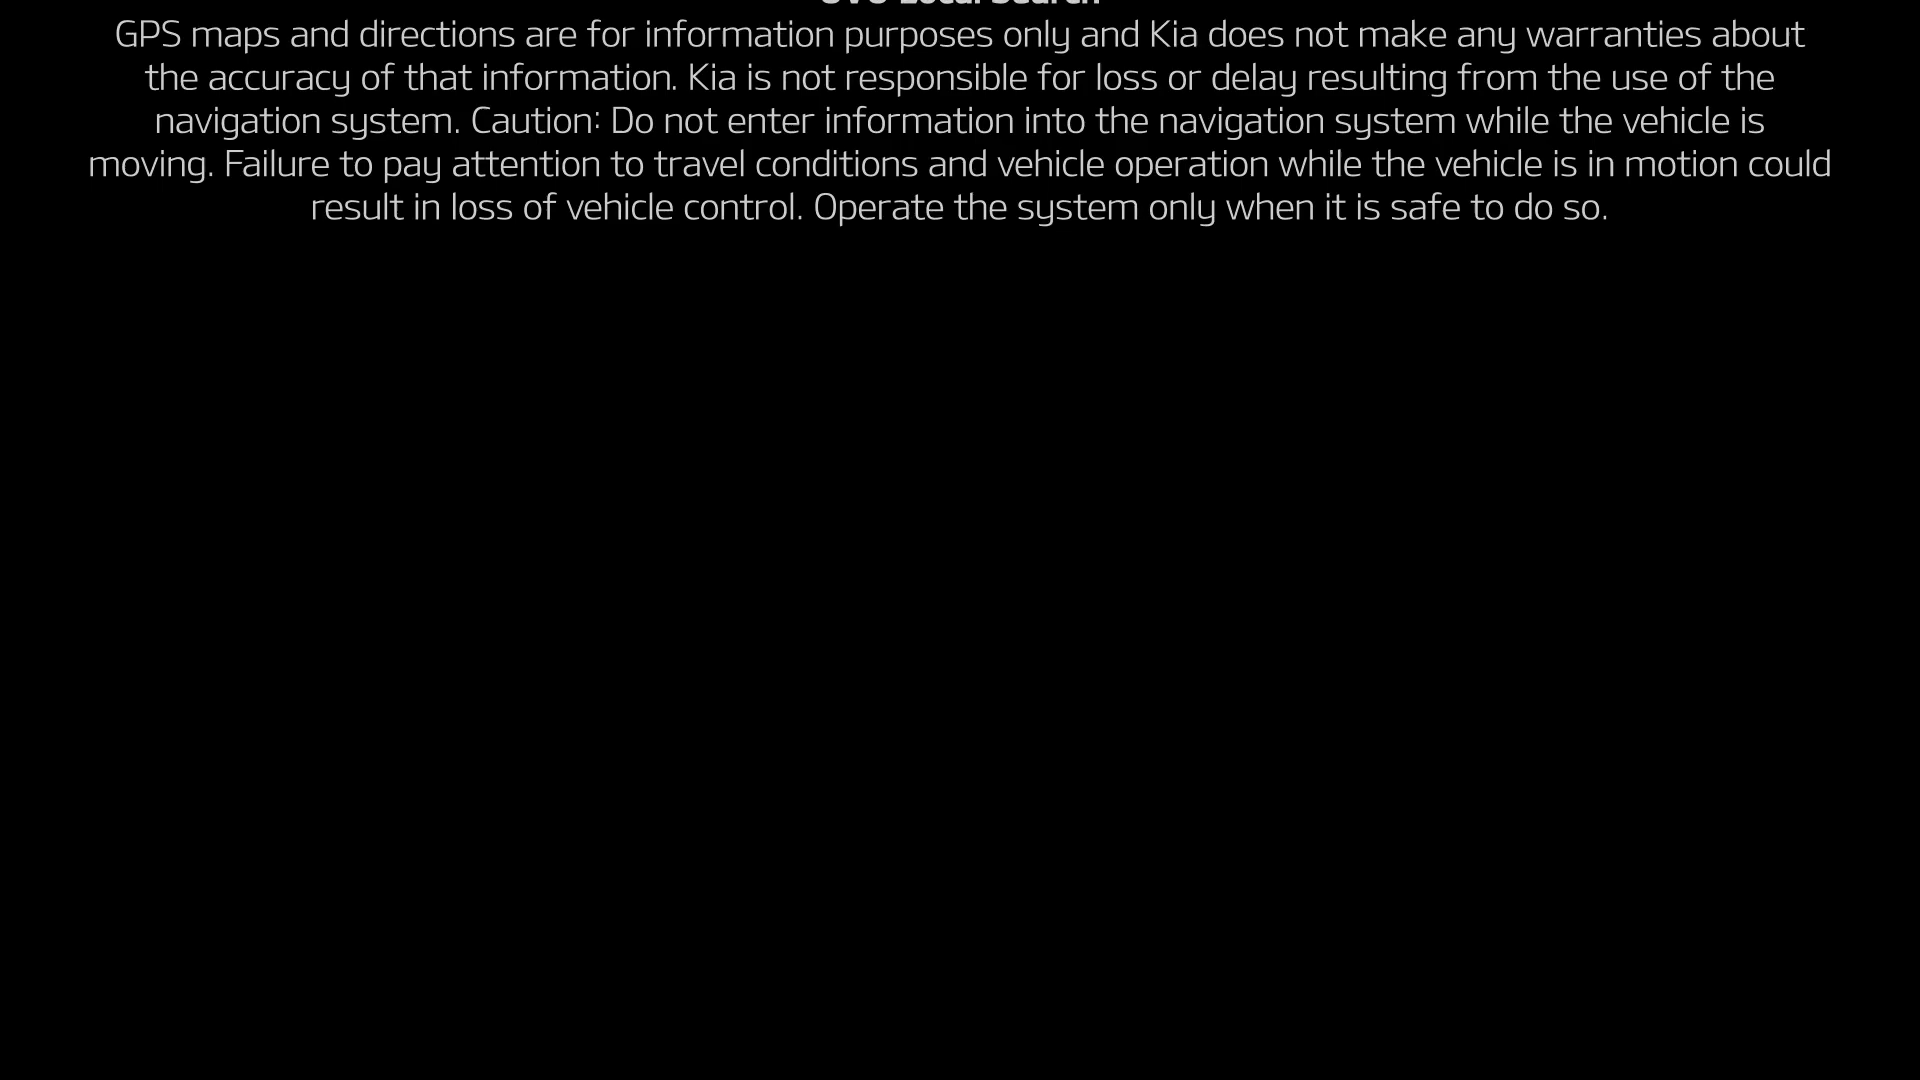 UVO Local Search
GPS maps and directions are for information purposes only and Kia does not make any warranties about
the accuracy of that information. Kia is not responsible for loss or delay resulting from the use of the
navigation system. Caution: Do not enter information into the navigation system while the vehicle is
moving. Failure to pay attention to travel conditions and vehicle operation while the vehicle is in motion could
result in loss of vehicle control. Operate the system only when it is safe to do so.